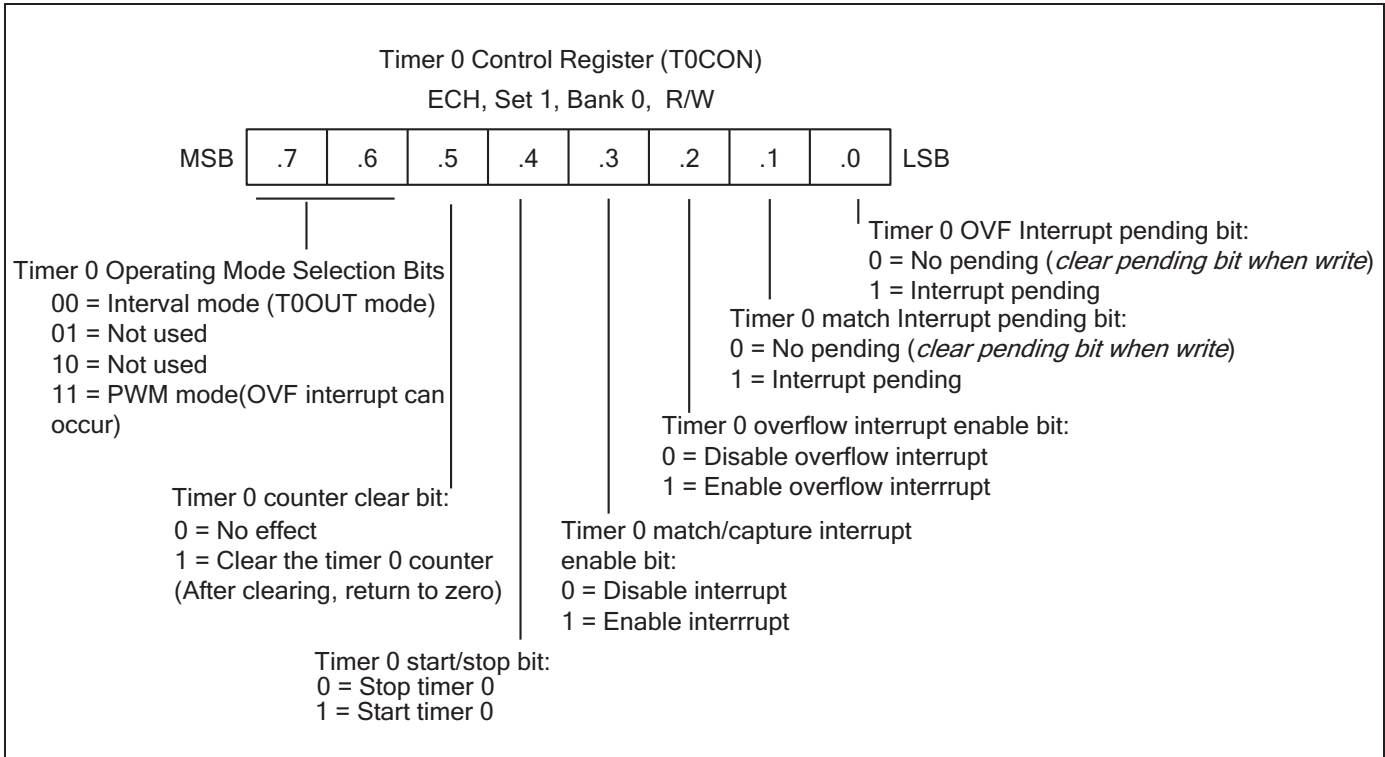 Timer 0 Control Register (T0CON)
ECH, Set 1, Bank 0, R/W
MSB .7 .6 .5 .4 .3 .2 .1 .0 LSB
Timer 0 OVF Interrupt pending bit:
0 = No pending (clear pending bit when write)
1 = Interrupt pending
Timer 0 match Interrupt pending bit:
0 = No pending (clear pending bit when write)
1 = Interrupt pending
Timer 0 overflow interrupt enable bit:
0 = Disable overflow interrupt
1 = Enable overflow interrrupt
Timer 0 match/capture interrupt
enable bit:
0 = Disable interrupt
1 = Enable interrrupt
Timer 0 start/stop bit:
0 = Stop timer 0
1 = Start timer 0
Timer 0 counter clear bit:
0 = No effect
1 = Clear the timer 0 counter
(After clearing, return to zero)
Timer 0 Operating Mode Selection Bits
00 = Interval mode (T0OUT mode)
01 = Not used
10 = Not used
11 = PWM mode(OVF interrupt can
occur)